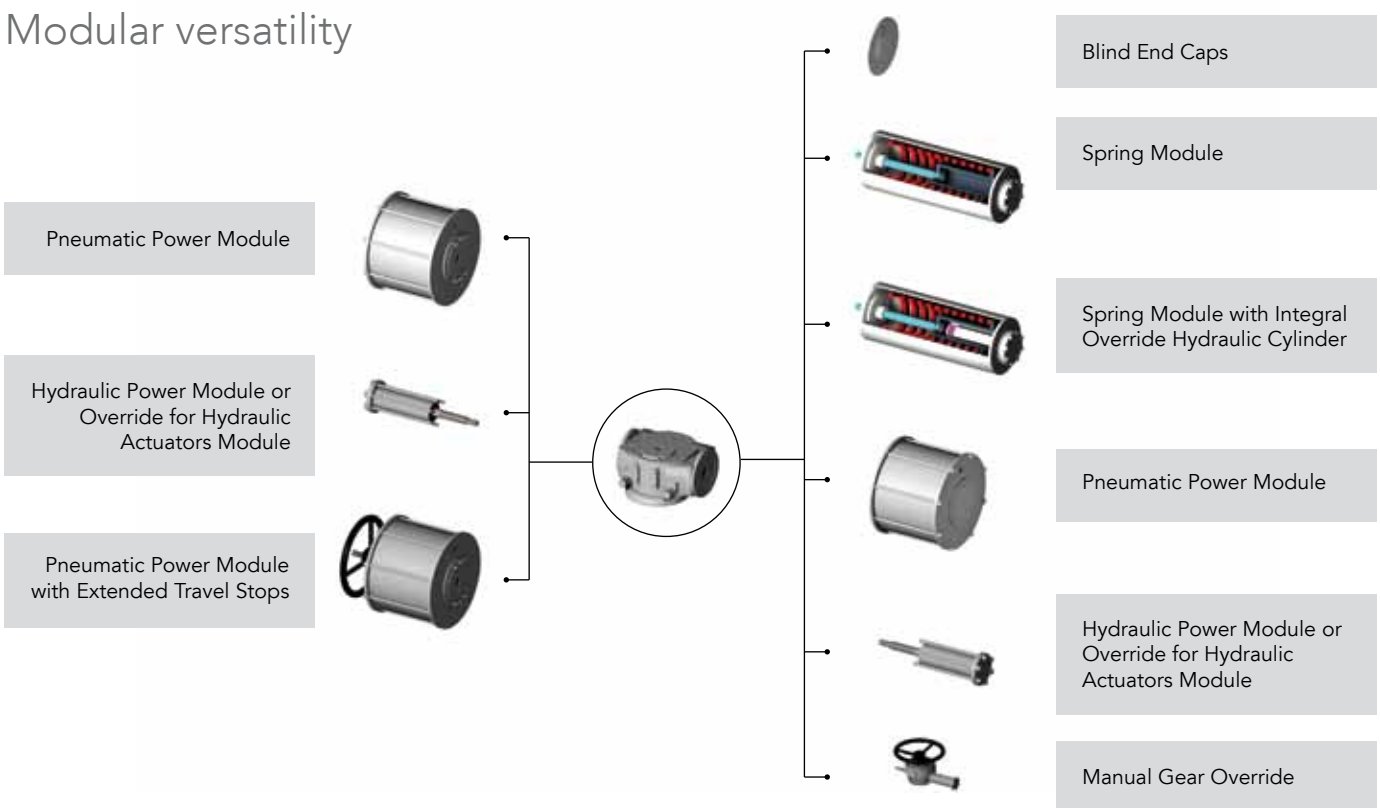 Modular versatility
Pneumatic Power Module
Hydraulic Power Module or
Override for Hydraulic
Actuators Module
Pneumatic Power Module
with Extended Travel Stops
Blind End Caps
Spring Module
Spring Module with Integral
Override Hydraulic Cylinder
Pneumatic Power Module
Hydraulic Power Module or
Override for Hydraulic
Actuators Module
Manual Gear Override